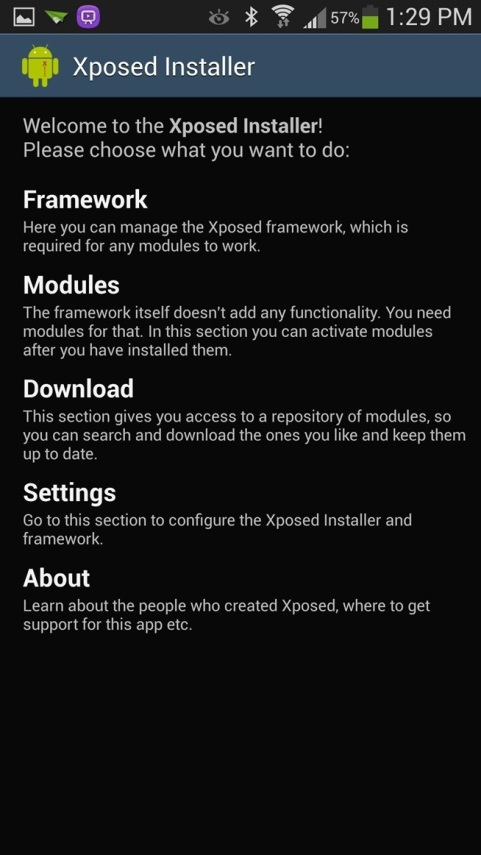 57% 1:29 PM
Xposed Installer
Welcome to the Xposed Installer!
Please choose what you want to do:
Framework
Here you can manage the Xposed framework, which is
required for any modules to work.
Modules
The framework itself doesn't add any functionality. You need
modules for that. In this section you can activate modules
after you have installed them.
Download
This section gives you access to a repository of modules, so
you can search and download the ones you like and keep them
up to date.
Settings
Go to this section to configure the Xposed Installer and
framework.
About
Learn about the people who created Xposed, where to get
support for this app etc.